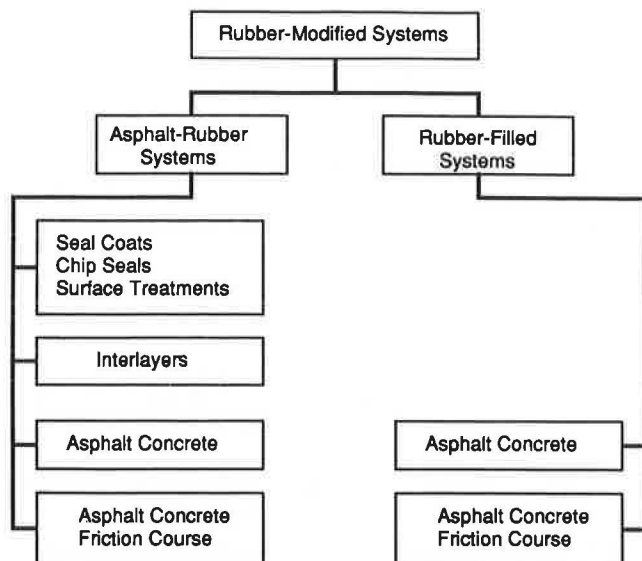 Rubber-Modified Systems
Asphalt-Rubber
Systems
Rubber-Filled
Systems
Seal Coats
Chip Seals
Surface Treatments
Interlayers
Asphalt Concrete
Asphalt Concrete
Asphalt Concrete
Friction Course
Asphalt Concrete
Friction Course